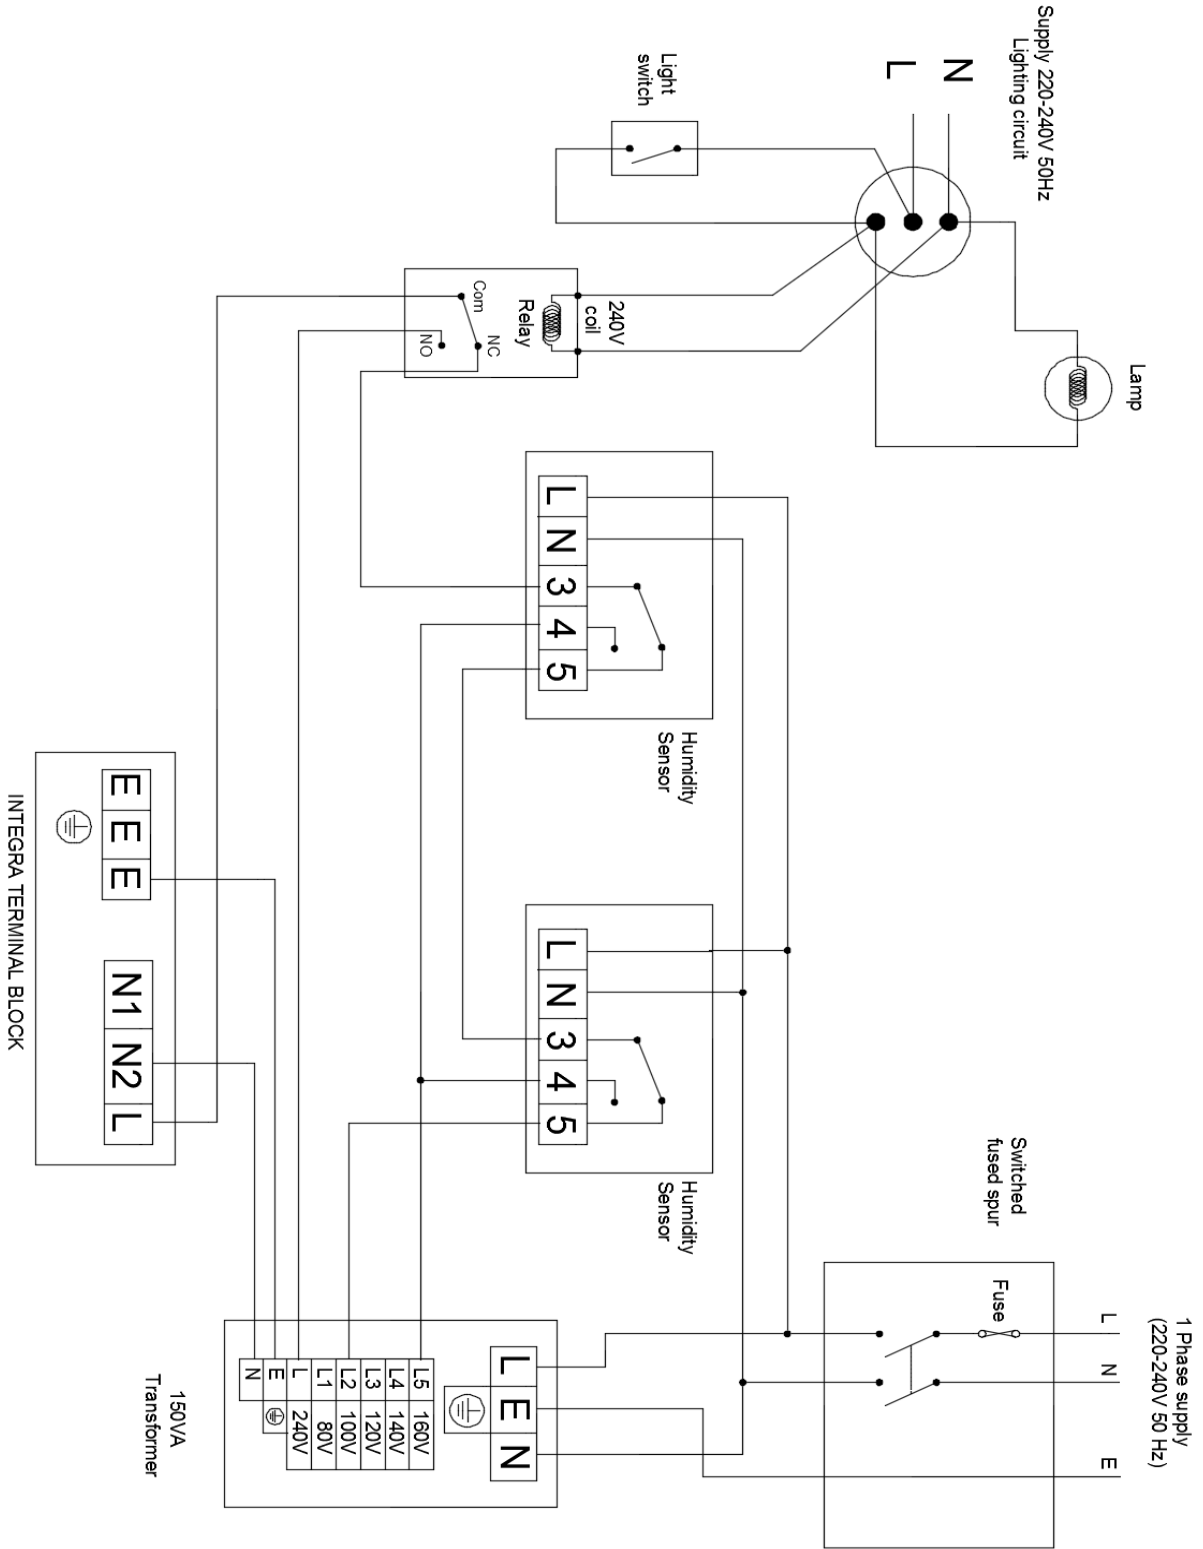 Supply 220-240V 50Hz
Lighting circuit
N
L
Light
switch
Lamp
240V
coil
Relay
Com
NC
NO
L
N
3
4
5
Humidity
Sensor
L
N
3
4
5
Humidity
Sensor
Switched
fused spur
Fuse
L
N
E
1 Phase supply
(220-240V 50 Hz)
L
E
N
L5 160V
L4 140V
L3 120V
L2 100V
L1 80V
L 240V
E
N
150VA
Transformer
E
E
E
N1
N2
L
INTEGRA TERMINAL BLOCK